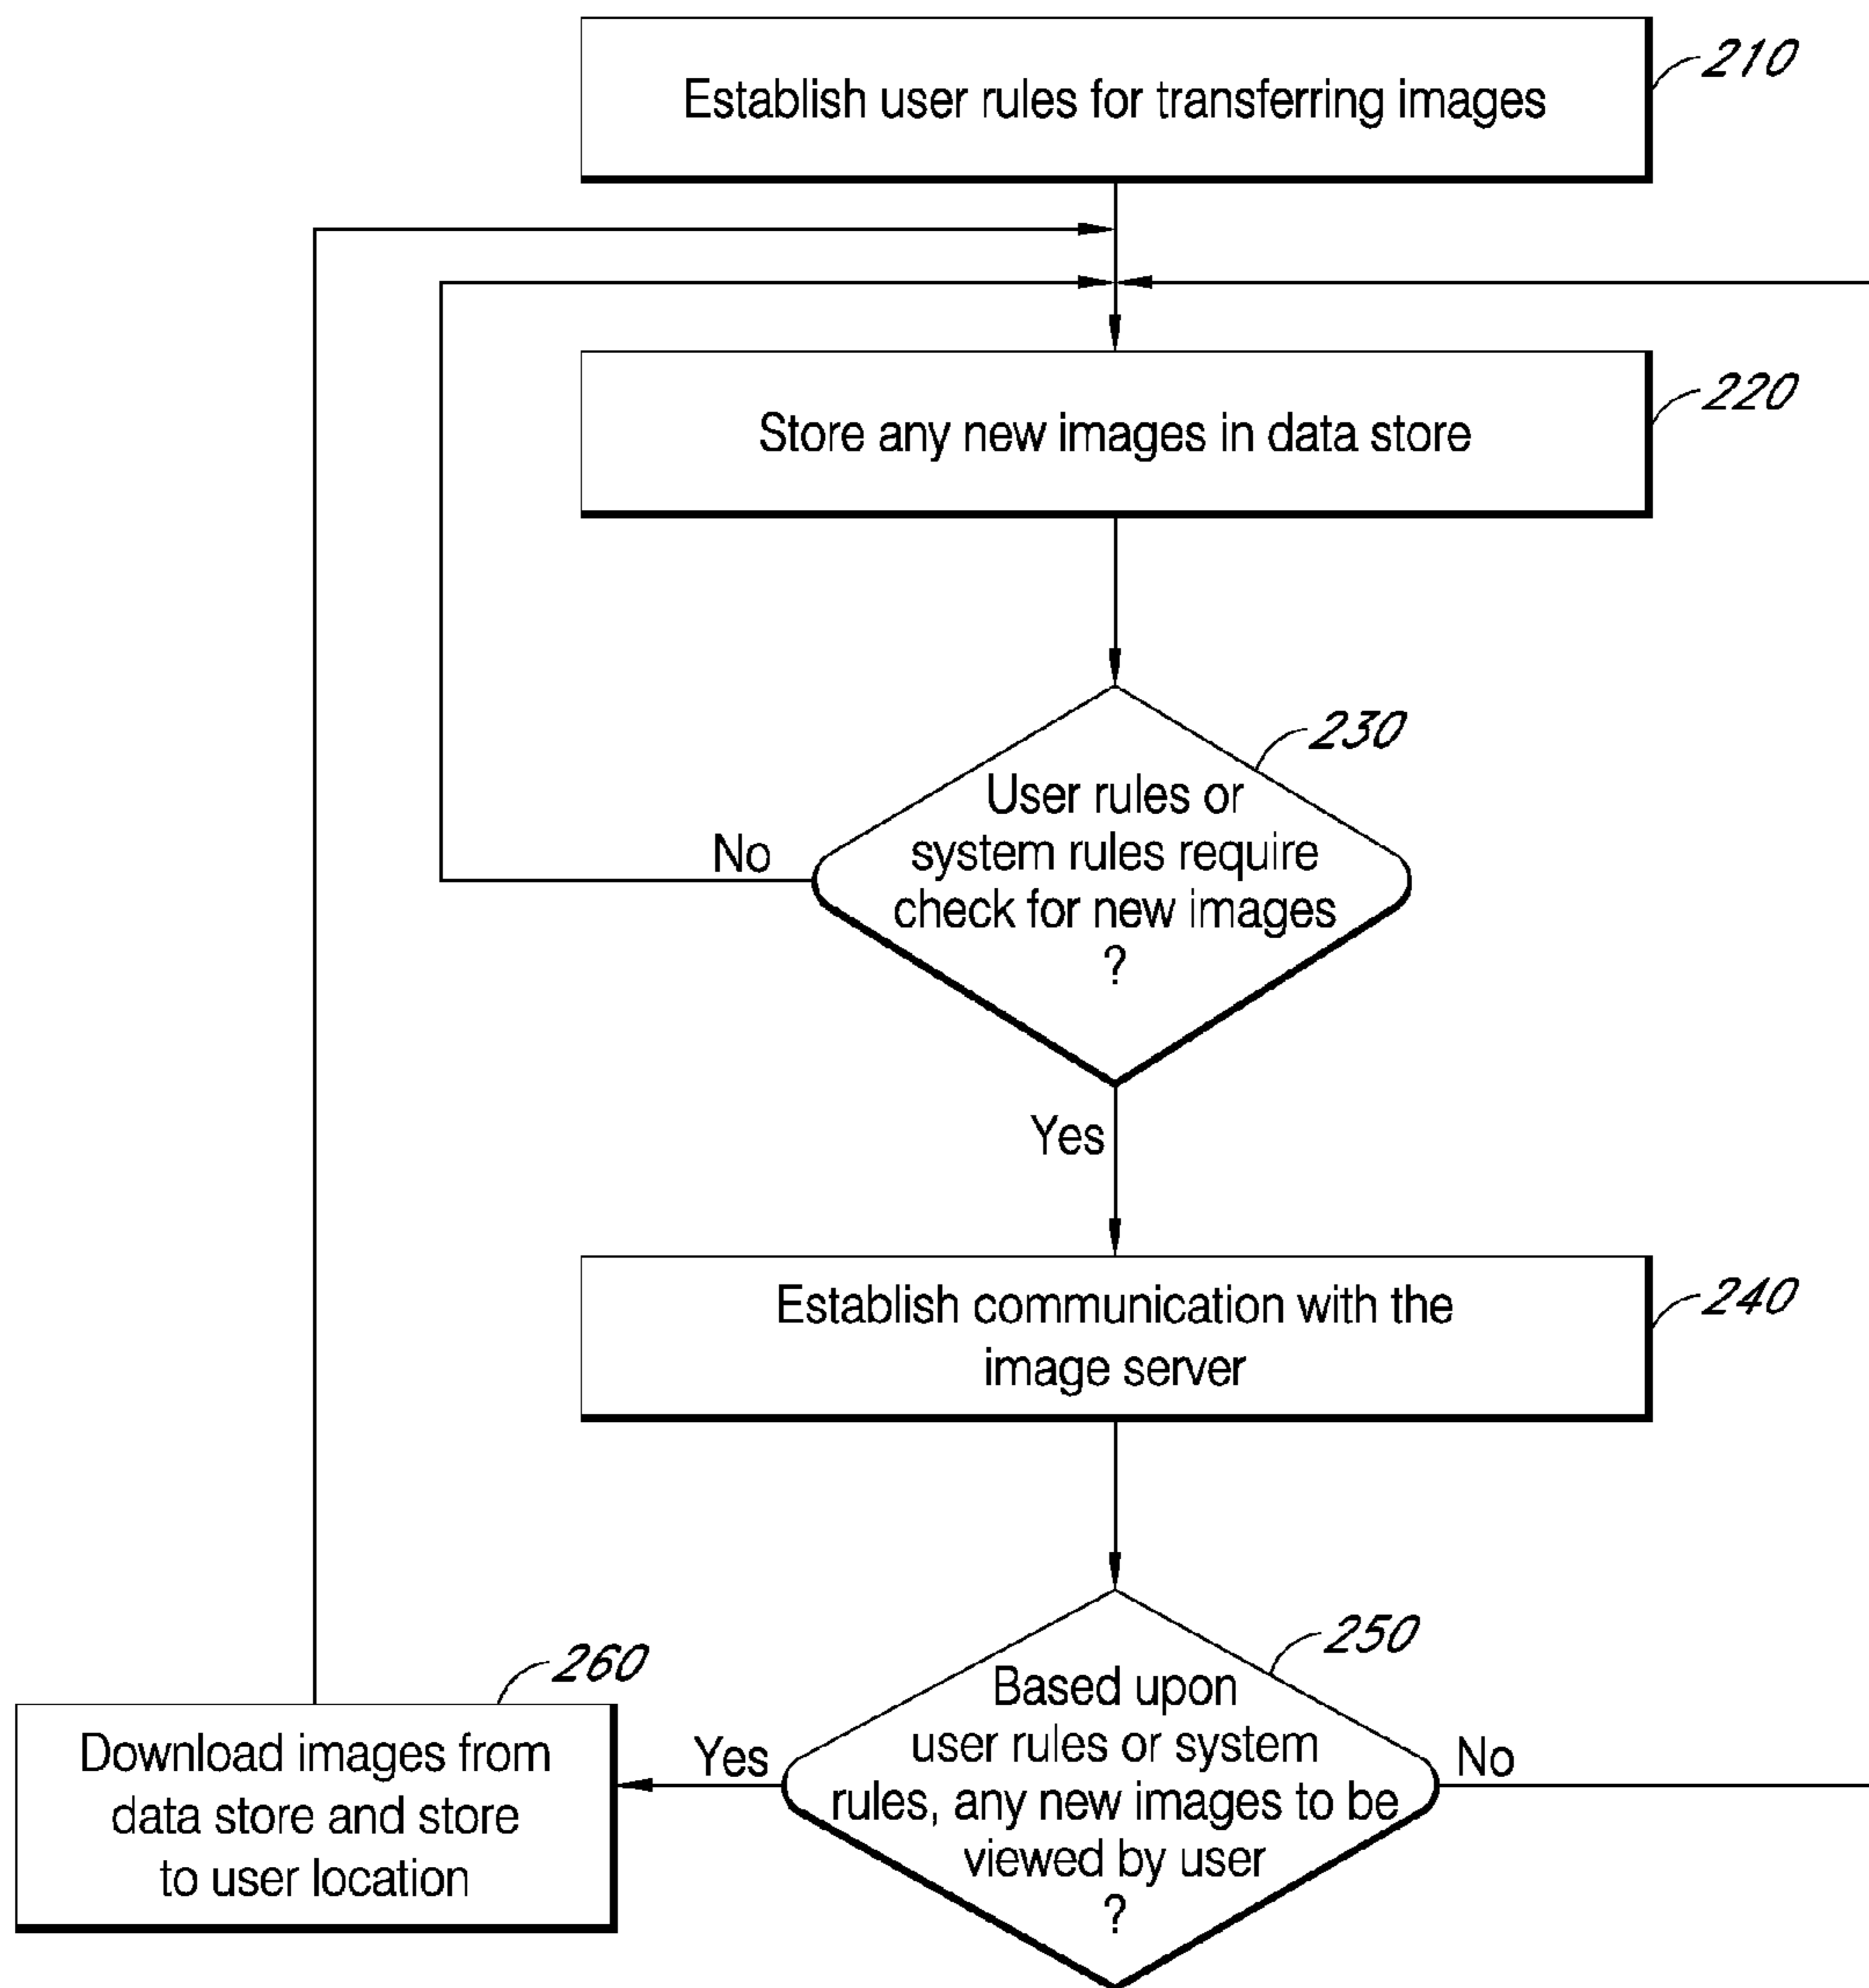 210
Establish user rules for transferring images
220
Store any new images in data store
230
User rules or
system rules require
check for new images
?
No
Yes
240
Establish communication with the
image server
250
Based upon
user rules or system
rules, any new images to be
viewed by user
?
Yes
No
260
Download images from
data store and store
to user location